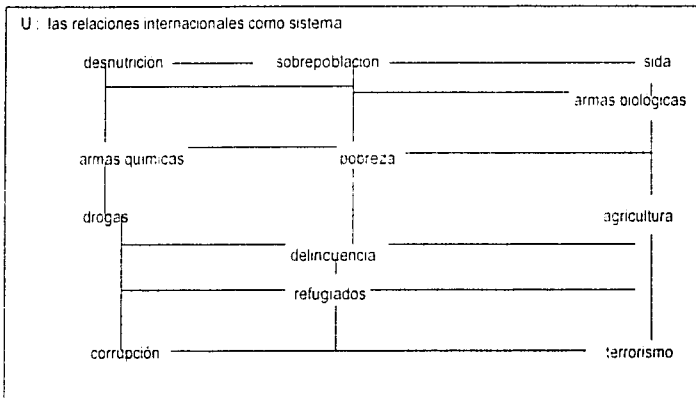 U : las relaciones internacionales como sistema
desnutricion sobrepoblacion sida
armas biologicas
armas quimicas pobreza
drogas agricultura
delincuencia
refugiados
corrupción terrorismo